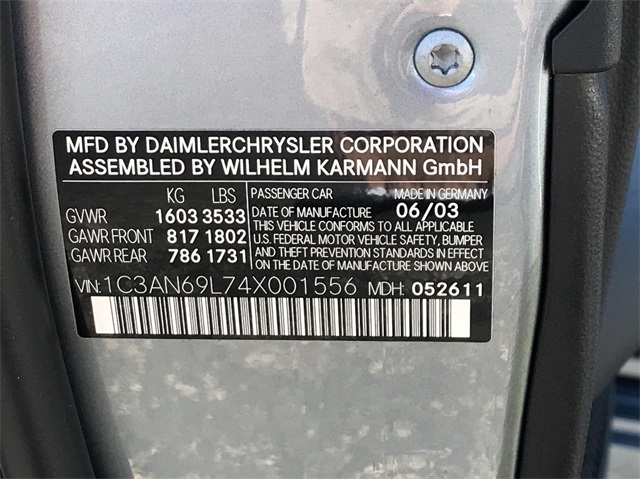 MFD BY DAIMLERCHRYSLER CORPORATION
ASSEMBLED BY WILHELM KARMANN GmbH
KG LBS
GVWR 1603 3533
GAWR FRONT 817 1802
GAWR REAR 786 1731
PASSENGER CAR MADE IN GERMANY
DATE OF MANUFACTURE 06/03
THIS VEHICLE CONFORMS TO ALL APPLICABLE
U.S. FEDERAL MOTOR VEHICLE SAFETY, BUMPER
AND THEFT PREVENTION STANDARDS IN EFFECT
ON THE DATE OF MANUFACTURE SHOWN ABOVE.
VIN: 1C3AN69L74X001556 MDH: 052611